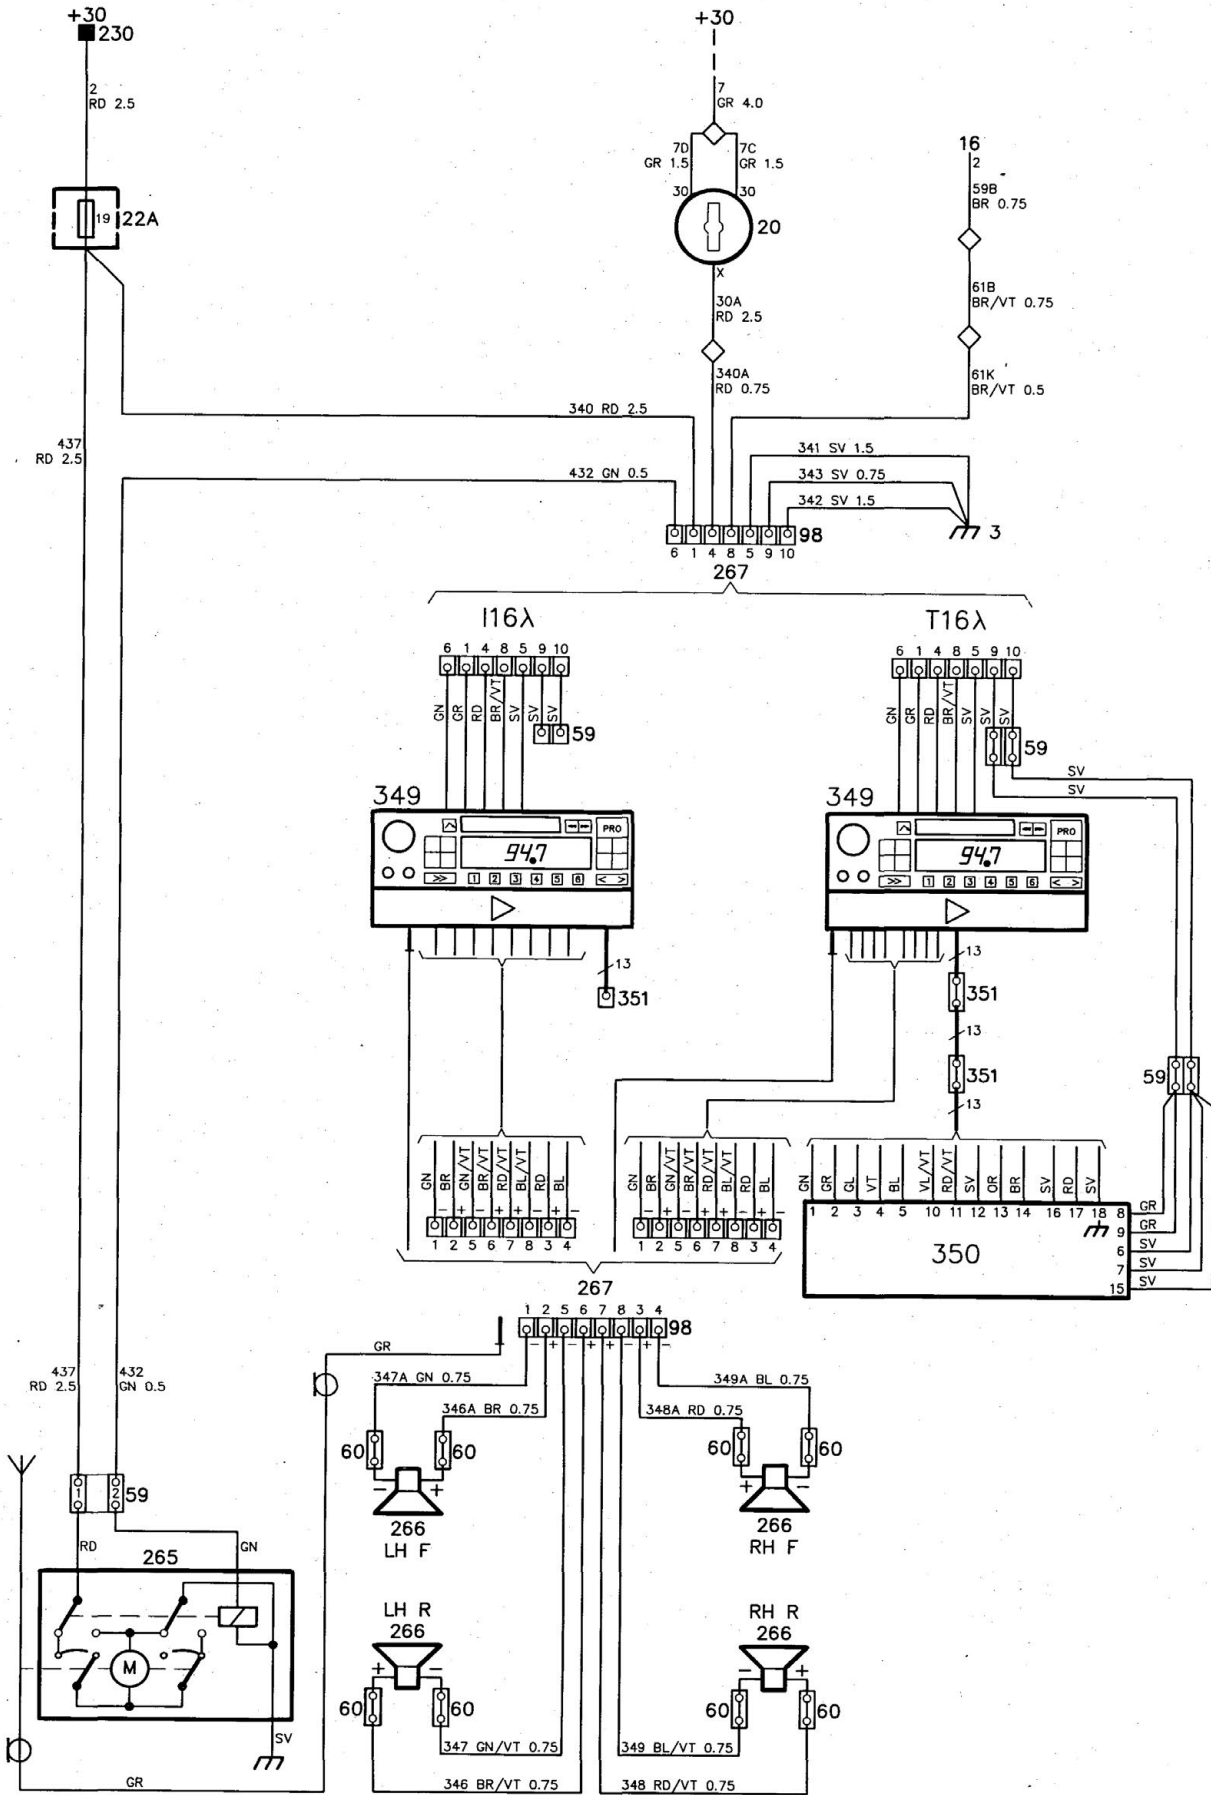 +30
230
2
RD 2.5
19
22A
+30
7
GR 4.0
7D
GR 1.5
7C
GR 1.5
30
30
20
X
30A
RD 2.5
340A
RD 0.75
16
2
59B
BR 0.75
61B
BR/VT 0.75
61K
BR/VT 0.5
340 RD 2.5
437
RD 2.5
432 GN 0.5
341 SV 1.5
343 SV 0.75
342 SV 1.5
3
98
6 1 4 8 5 9 10
267
I16λ
T16λ
6 1 4 8 5 9 10
GN GR RD BR/VT SV SV SV
59
6 1 4 8 5 9 10
GN GR RD BR/VT SV SV SV
59
SV
SV
349
PRO
94.7
>> 1 2 3 4 5 6 < >
349
PRO
94.7
>> 1 2 3 4 5 6 < >
13
351
13
351
13
351
13
59
GN BR GN/VT BR/VT RD/VT BL/VT RD BL
− + − + + − + −
1 2 5 6 7 8 3 4
GN BR GN/VT BR/VT RD/VT BL/VT RD BL
− + − + + − + −
1 2 5 6 7 8 3 4
GN GR GL VT BL VL/VT RD/VT SV OR BR SV RD SV
1 2 3 4 5 10 11 12 13 14 16 17 18
8 GR
9 GR
6 SV
7 SV
15 SV
350
267
1 2 5 6 7 8 3 4
98
− + − + + − + −
GR
347A GN 0.75
346A BR 0.75
349A BL 0.75
348A RD 0.75
437
RD 2.5
432
GN 0.5
60
60
− +
266
LH F
60
60
+ −
266
RH F
1 2
59
RD
GN
265
M
SV
GR
LH R
266
+ −
60
60
RH R
266
− +
60
60
347 GN/VT 0.75
346 BR/VT 0.75
349 BL/VT 0.75
348 RD/VT 0.75